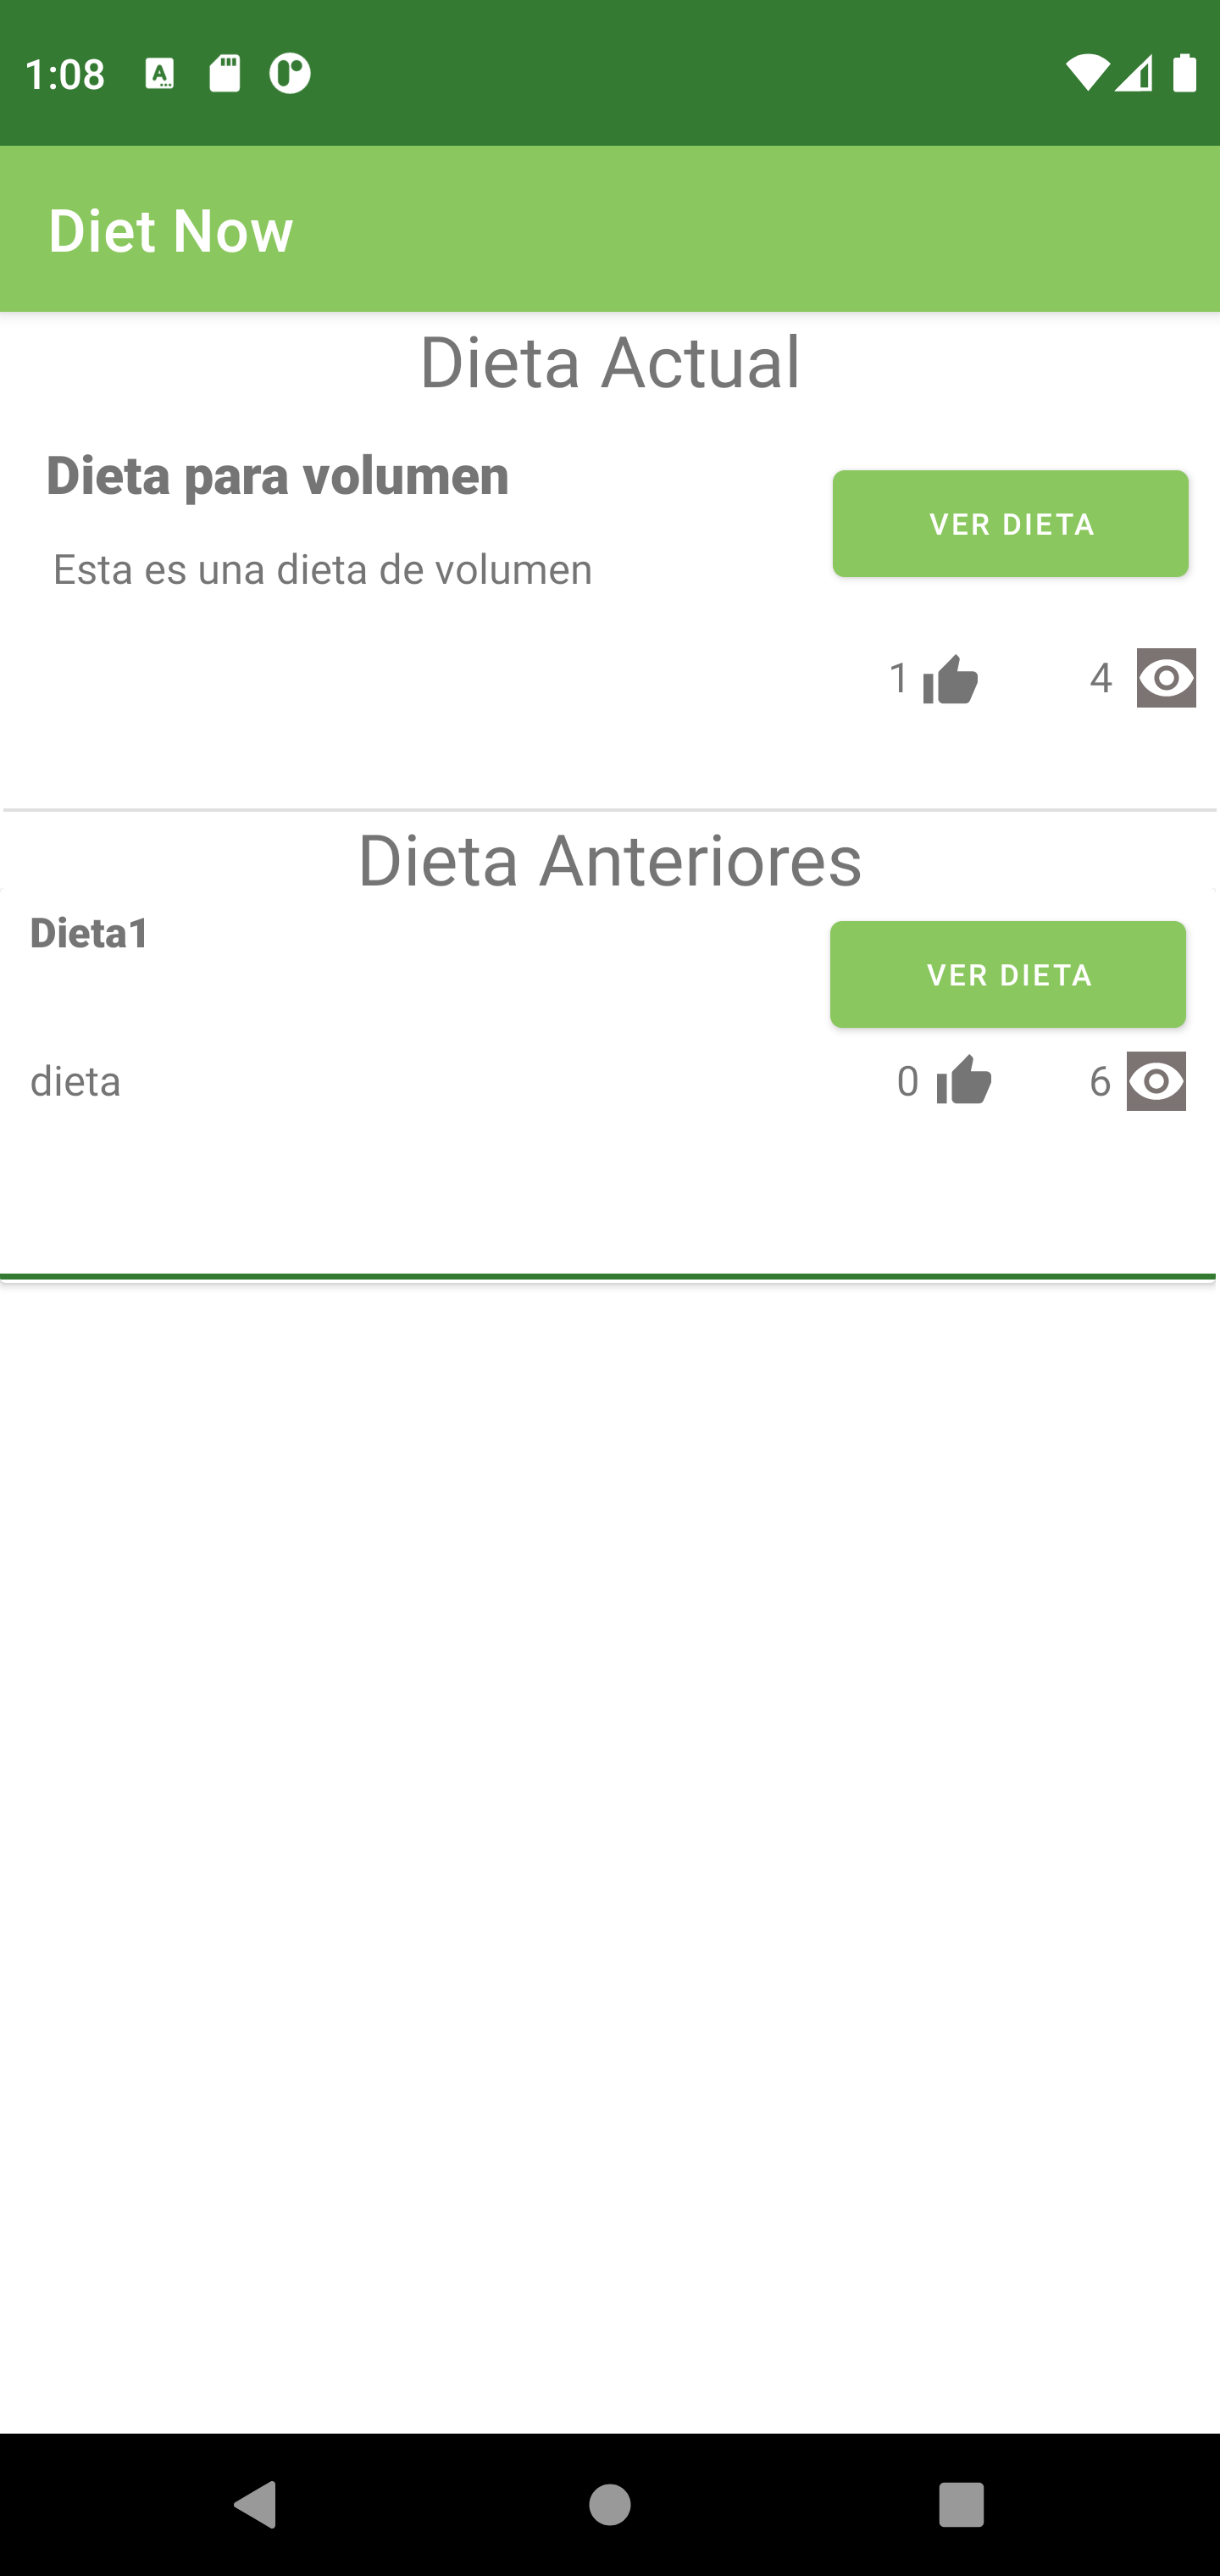 1:08
Diet Now
Dieta Actual
Dieta para volumen
VER DIETA
Esta es una dieta de volumen
1 4
Dieta Anteriores
Dieta1
VER DIETA
dieta 0 6